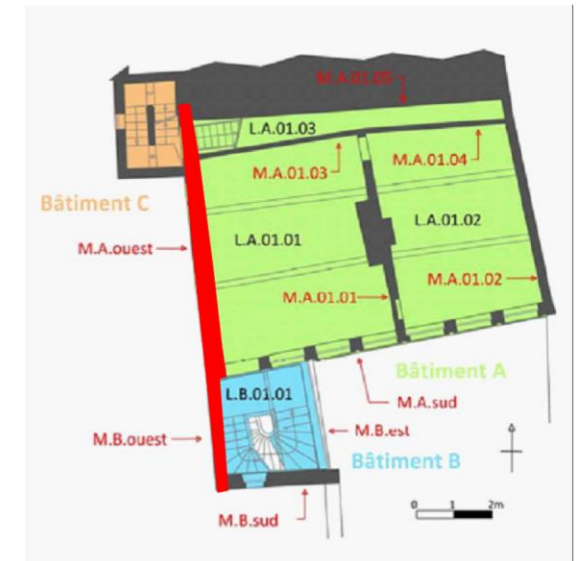 M.A.01.05
L.A.01.03
M.A.01.03
M.A.01.04
Bâtiment C
L.A.01.01
L.A.01.02
M.A.ouest
M.A.01.01
M.A.01.02
Bâtiment A
L.B.01.01
M.A.sud
M.B.ouest
M.B.est
Bâtiment B
0 1 2m
M.B.sud